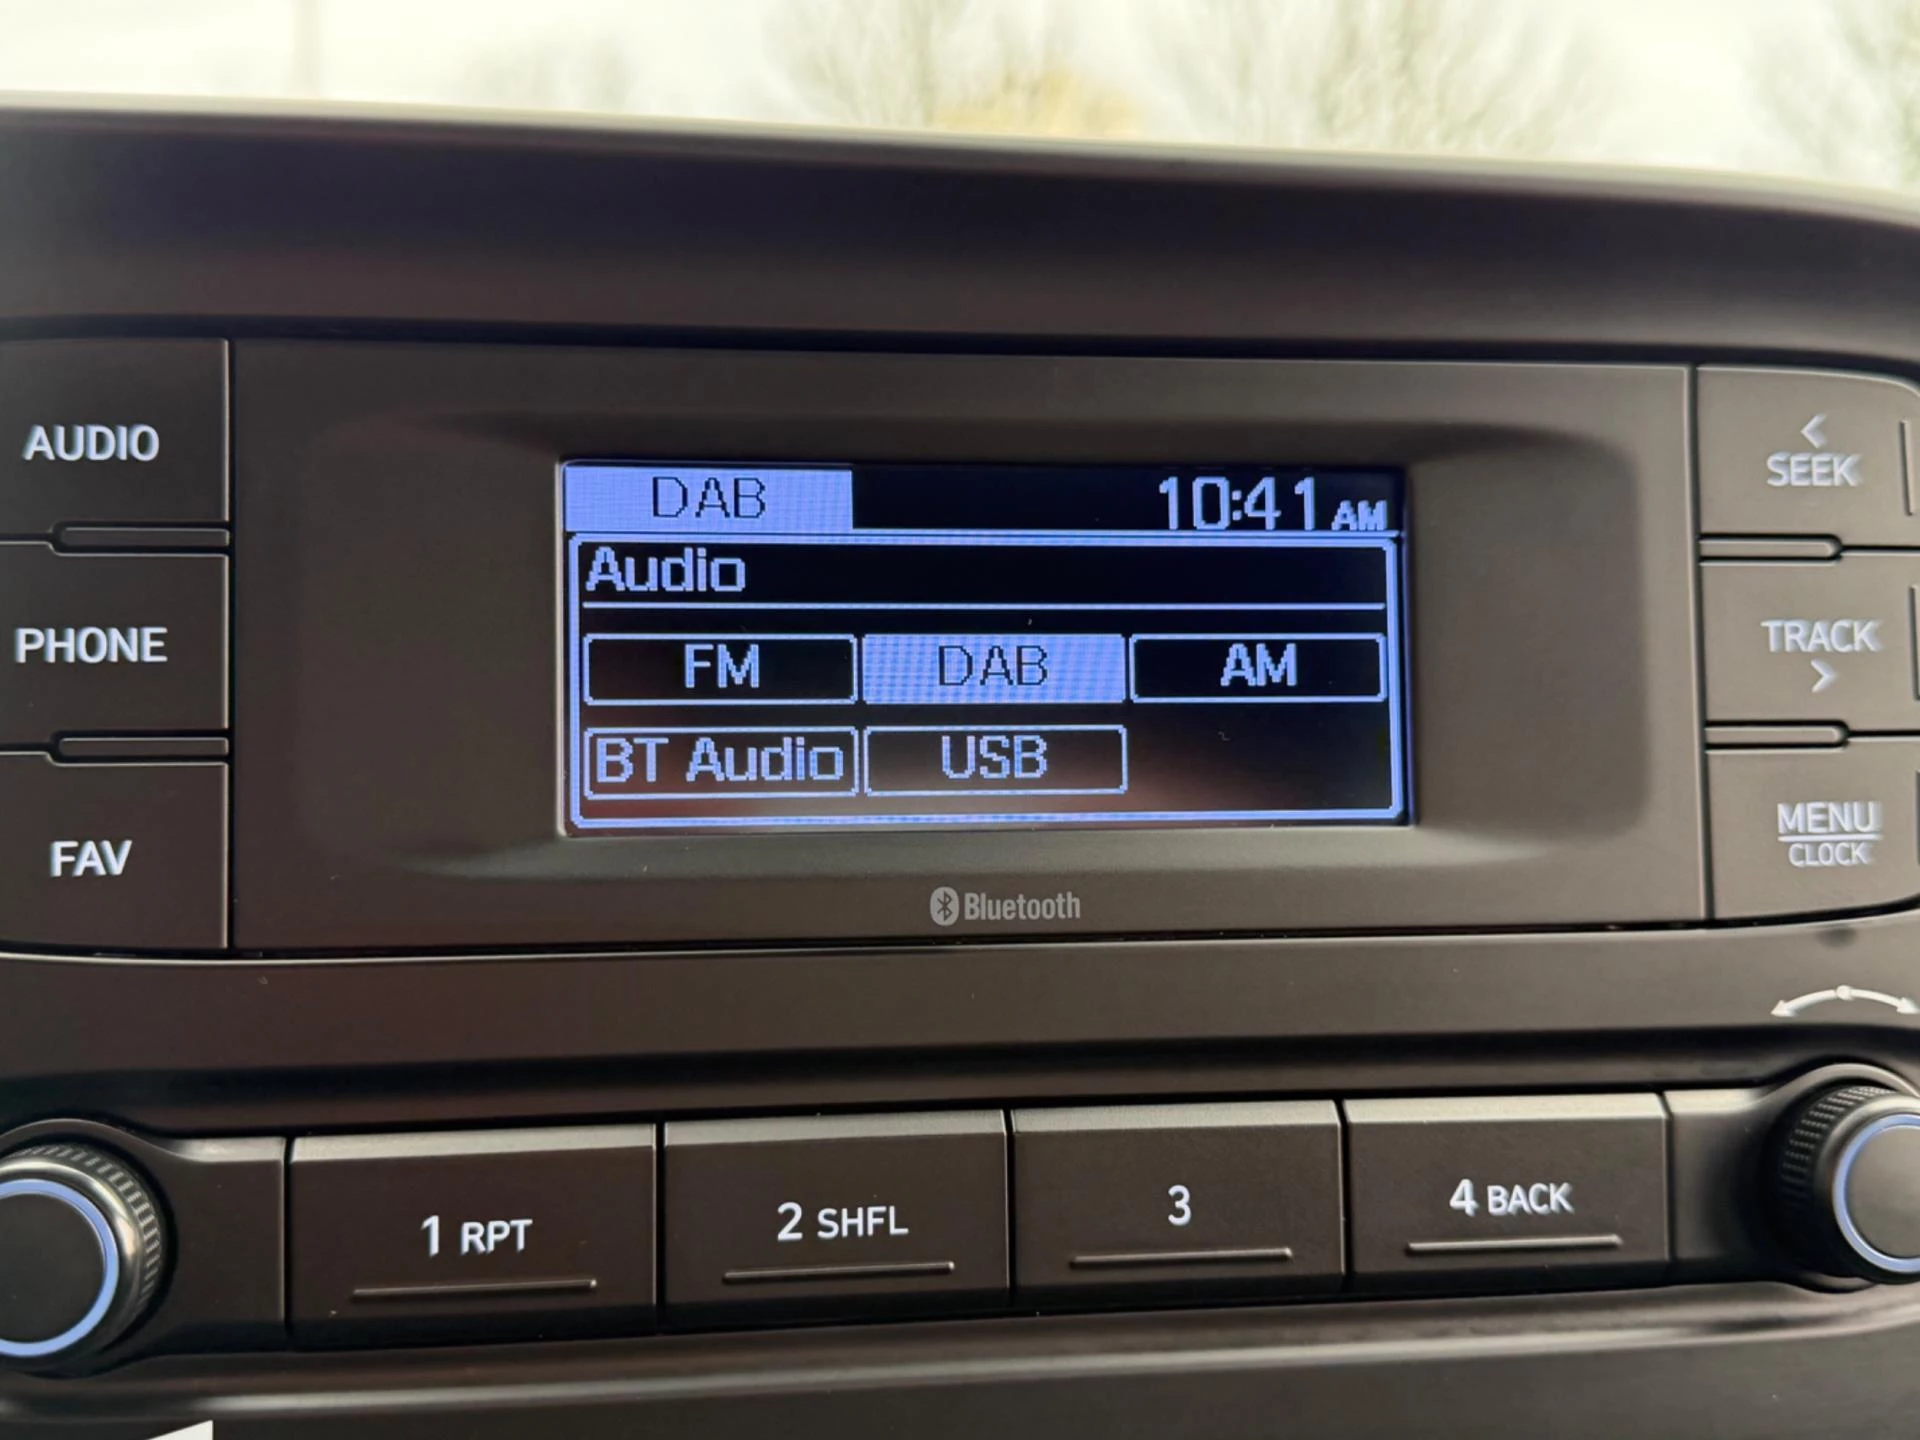 AUDIO
PHONE
FAV
DAB 10:41 AM
Audio
FM DAB AM
BT Audio USB
Bluetooth
< SEEK
TRACK >
MENU
CLOCK
1 RPT
2 SHFL
3
4 BACK